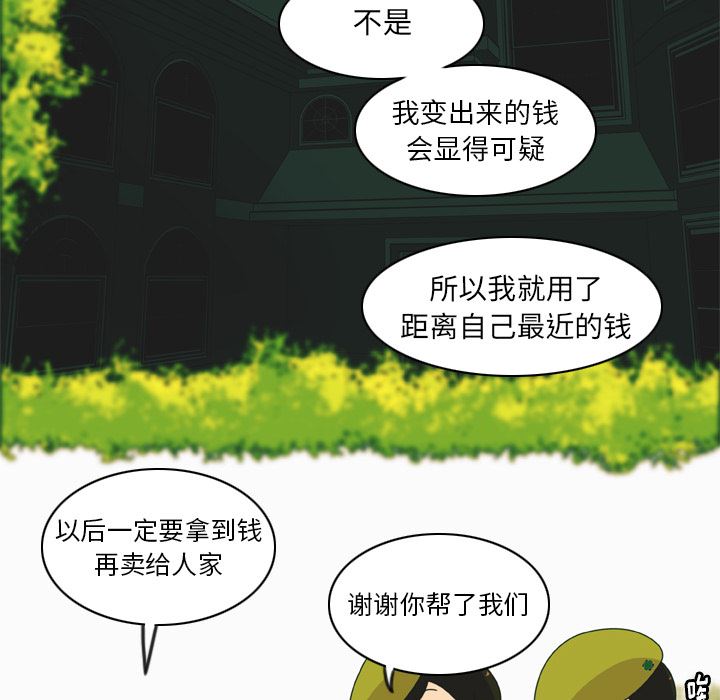 不是
我变出来的钱
会显得可疑
所以我就用了
距离自己最近的钱
以后一定要拿到钱
再卖给人家
谢谢你帮了我们